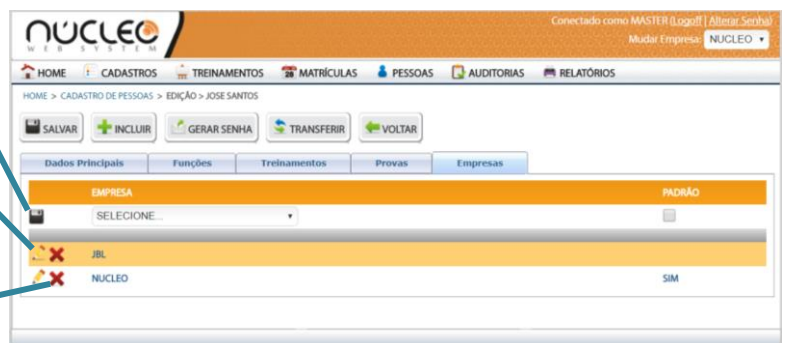 NÚCLEO
WEB SYSTEM
Conectado como MASTER (Logoff | Alterar Senha)
Mudar Empresa: NUCLEO
HOME CADASTROS TREINAMENTOS MATRÍCULAS PESSOAS AUDITORIAS RELATÓRIOS
HOME > CADASTRO DE PESSOAS > EDIÇÃO > JOSE SANTOS
SALVAR INCLUIR GERAR SENHA TRANSFERIR VOLTAR
Dados Principais Funções Treinamentos Provas Empresas
EMPRESA PADRÃO
SELECIONE...
JBL
NUCLEO SIM